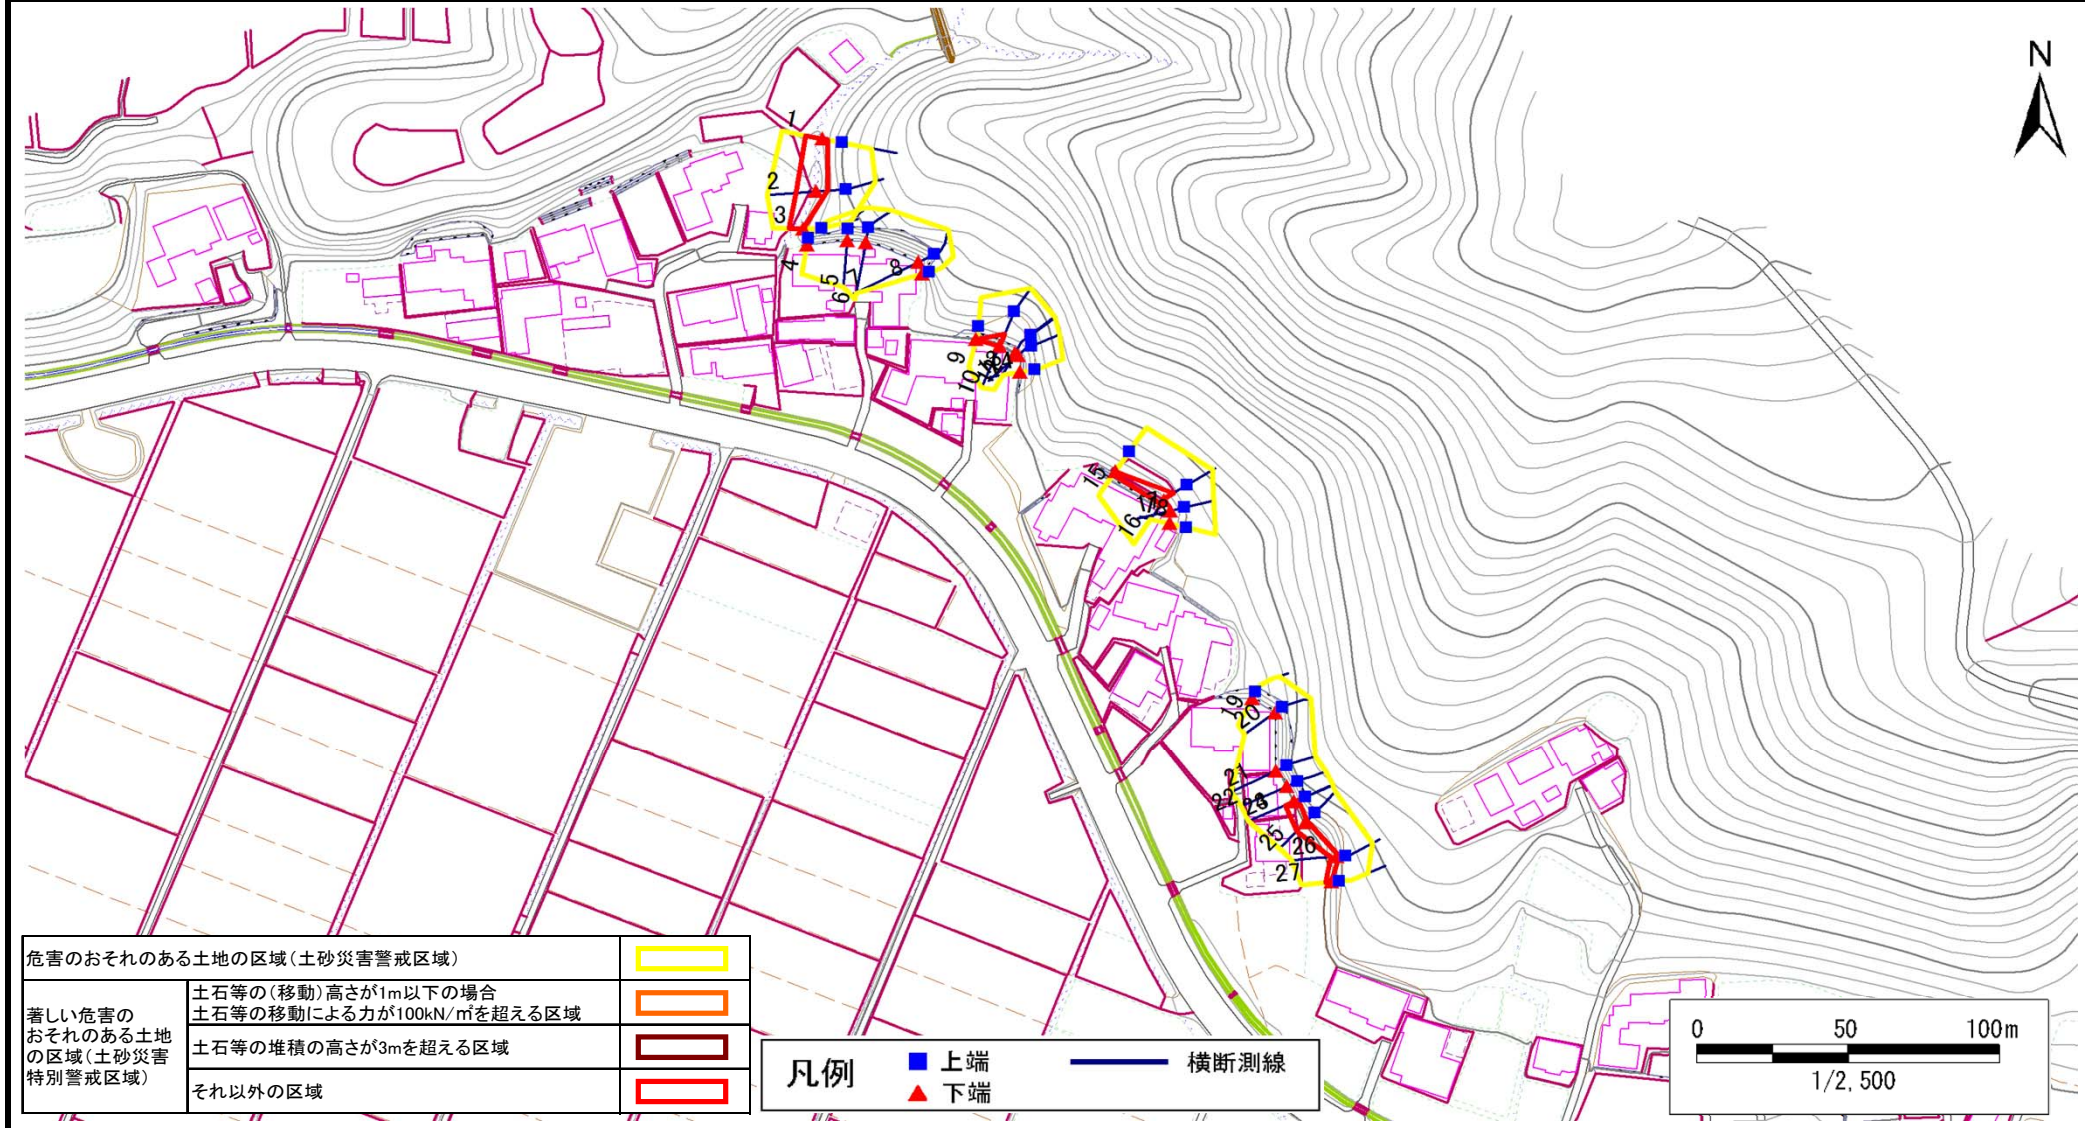 N
1
2
3
4
5
6
7
8
9
10
15
16
19
20
21
22
25
26
27
危害のおそれのある土地の区域(土砂災害警戒区域)
著しい危害の
おそれのある土地
の区域(土砂災害
特別警戒区域)
土石等の(移動)高さが1m以下の場合
土石等の移動による力が100kN/㎡を超える区域
土石等の堆積の高さが3mを超える区域
それ以外の区域
凡例
上端
下端
横断測線
0 50 100m
1/2,500